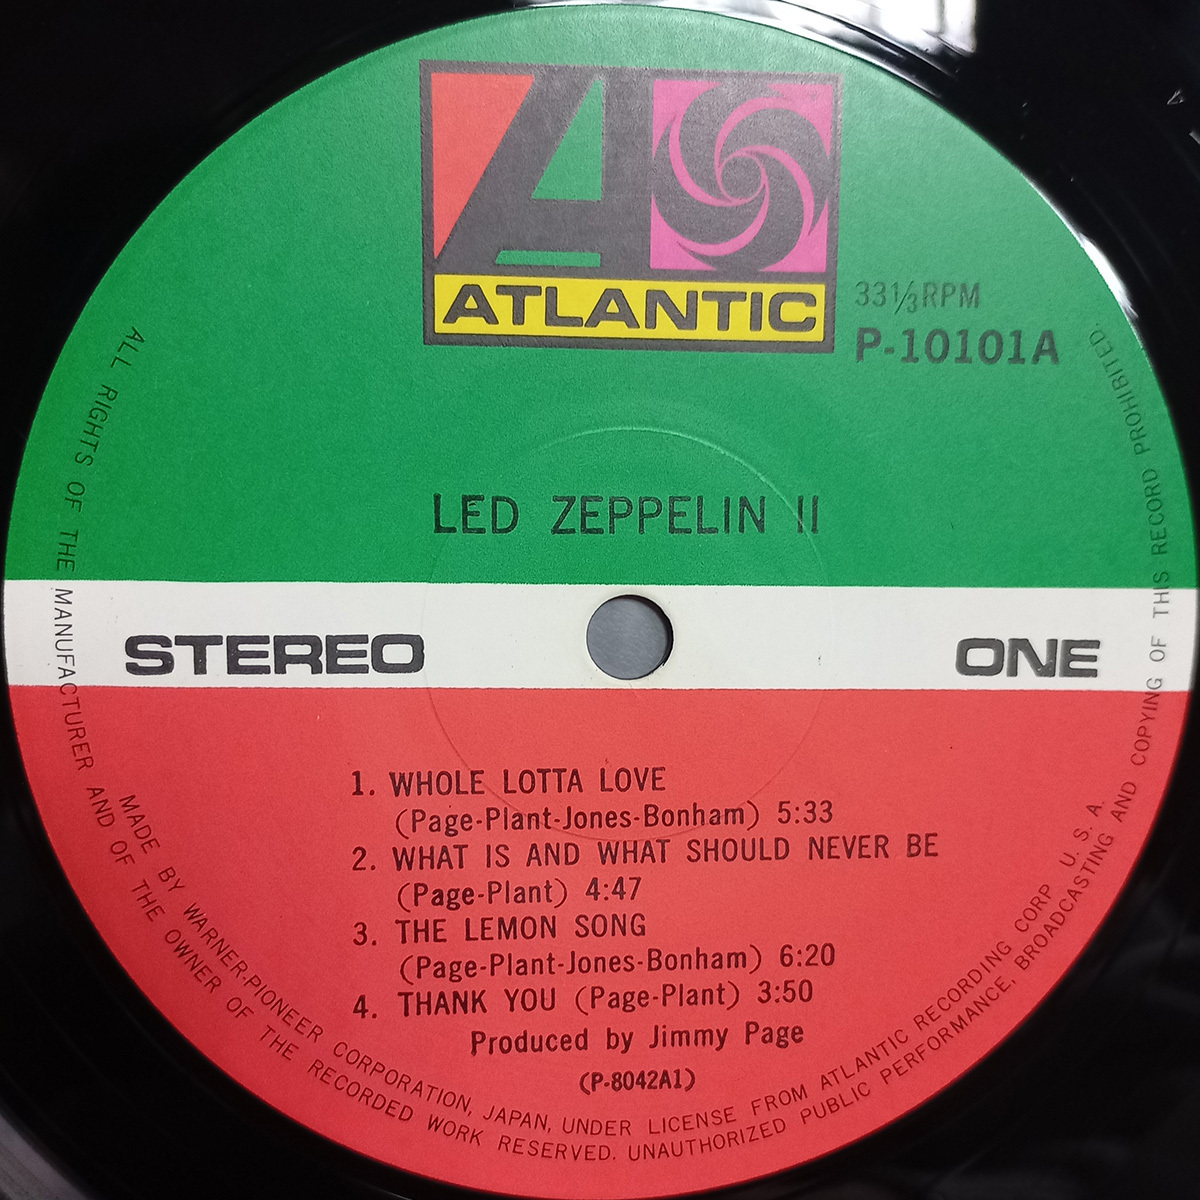 ATLANTIC
33⅓RPM
P-10101A
LED ZEPPELIN II
STEREO
ONE
1. WHOLE LOTTA LOVE
(Page-Plant-Jones-Bonham) 5:33
2. WHAT IS AND WHAT SHOULD NEVER BE
(Page-Plant) 4:47
3. THE LEMON SONG
(Page-Plant-Jones-Bonham) 6:20
4. THANK YOU (Page-Plant) 3:50
Produced by Jimmy Page
(P-8042A1)
MADE BY WARNER-PIONEER CORPORATION, JAPAN, UNDER LICENSE FROM ATLANTIC RECORDING CORP U. S. A.
ALL RIGHTS OF THE MANUFACTURER AND OF THE OWNER OF THE RECORDED WORK RESERVED. UNAUTHORIZED PUBLIC PERFORMANCE, BROADCASTING AND COPYING OF THIS RECORD PROHIBITED.